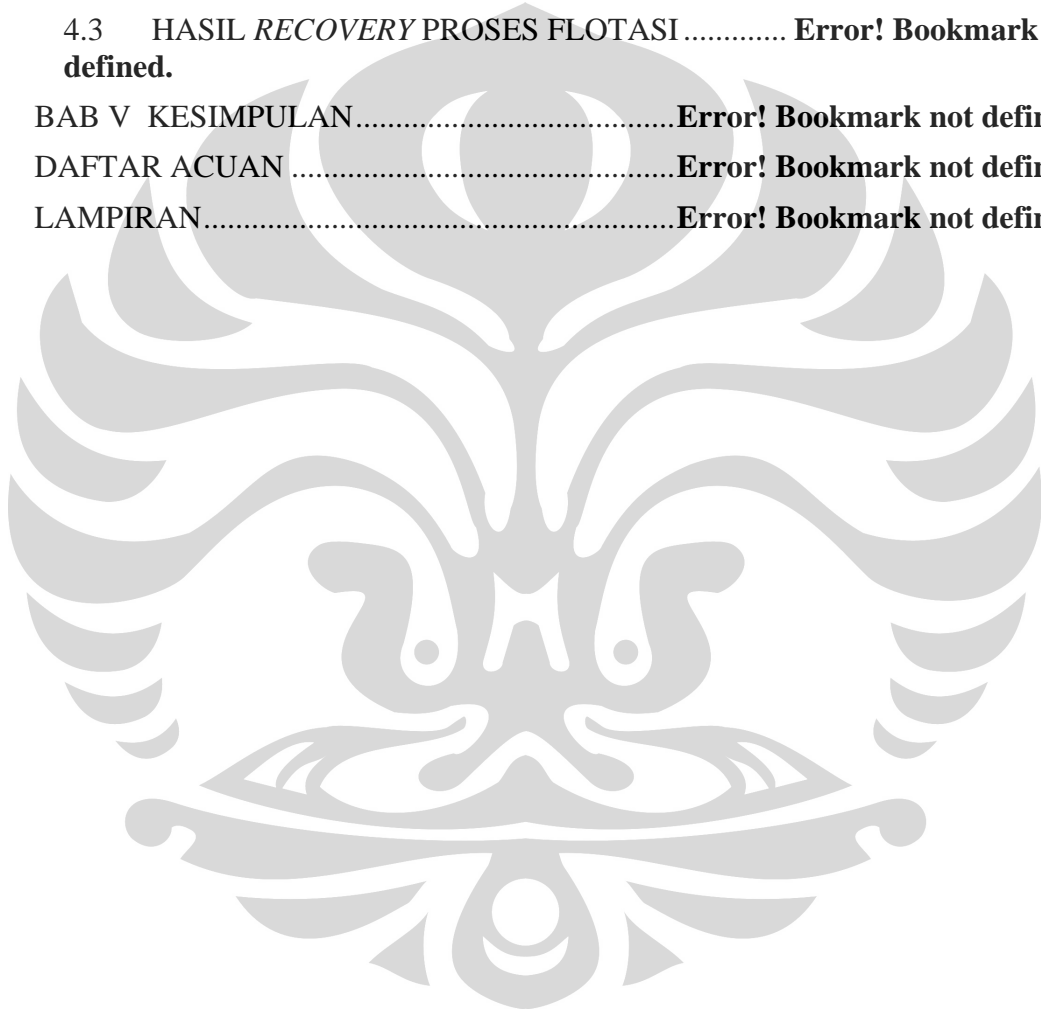 4.3 HASIL RECOVERY PROSES FLOTASI ............. Error! Bookmark
defined.
BAB V KESIMPULAN........................................Error! Bookmark not defin
DAFTAR ACUAN ................................................Error! Bookmark not defin
LAMPIRAN...........................................................Error! Bookmark not defin